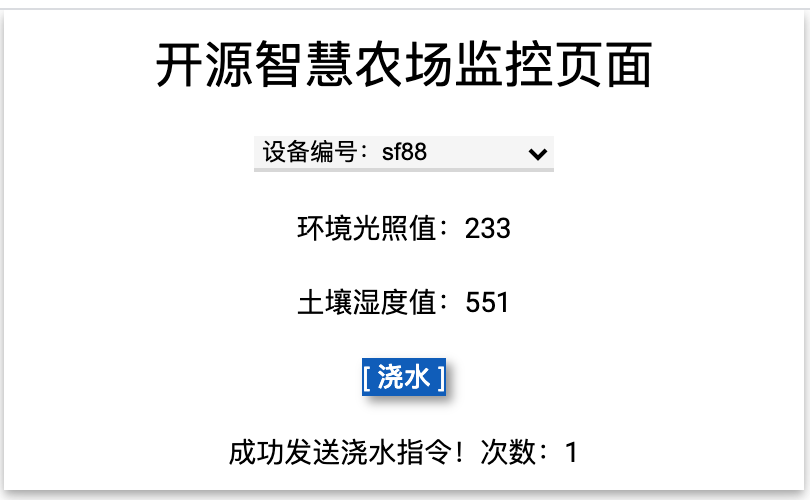 开源智慧农场监控页面
设备编号：sf88
环境光照值：233
土壤湿度值：551
[ 浇水 ]
成功发送浇水指令！次数：1